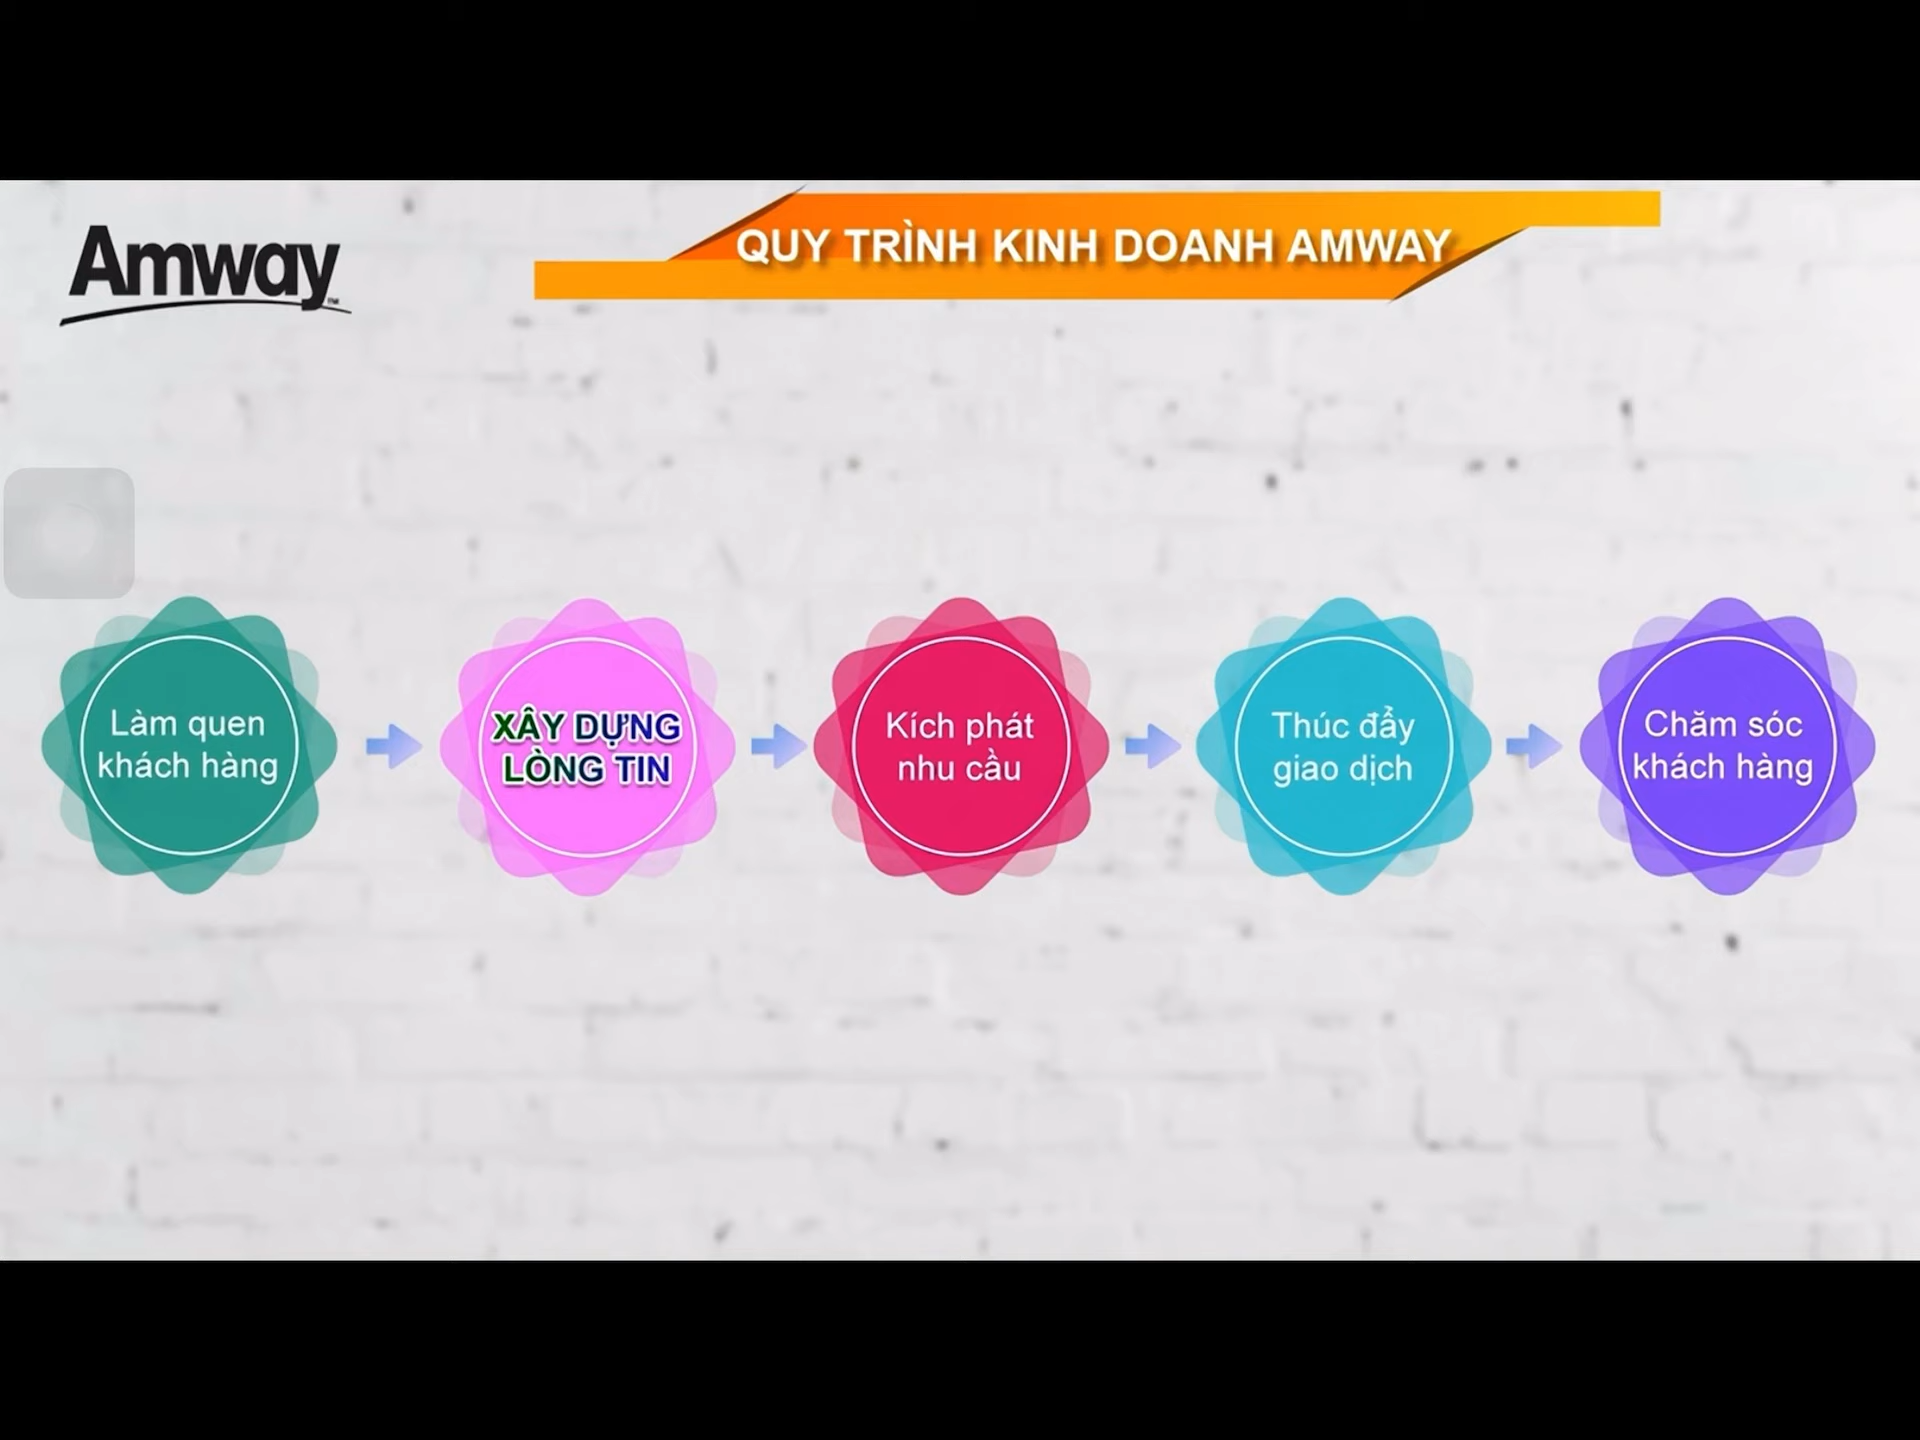 Amway™
QUY TRÌNH KINH DOANH AMWAY
Làm quen
khách hàng
XÂY DỰNG
LÒNG TIN
Kích phát
nhu cầu
Thúc đẩy
giao dịch
Chăm sóc
khách hàng